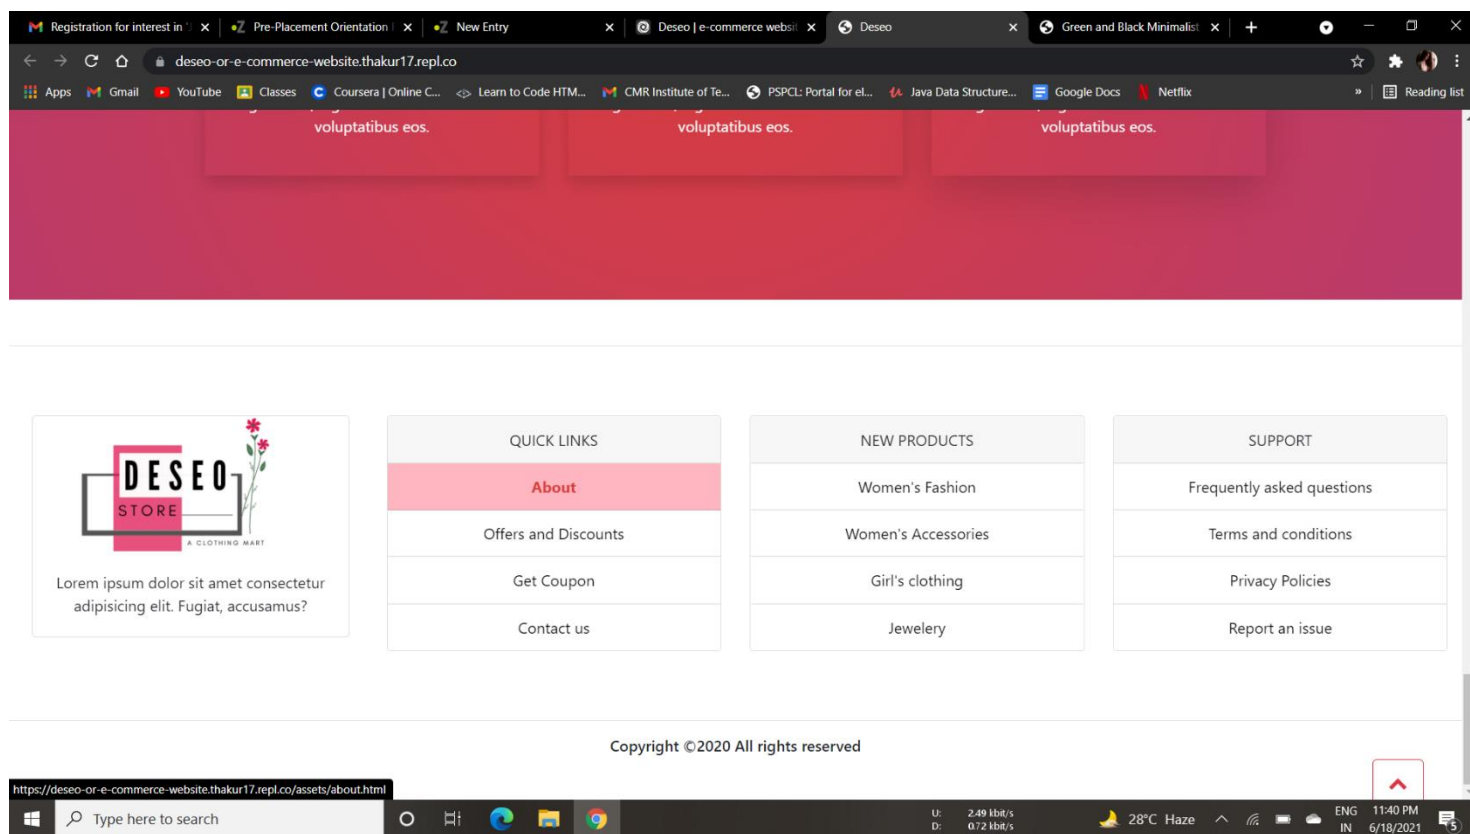 Registration for interest in 'J
Pre-Placement Orientation
New Entry
Deseo | e-commerce websit
Deseo
Green and Black Minimalist
deseo-or-e-commerce-website.thakur17.repl.co
Apps
Gmail
YouTube
Classes
Coursera | Online C...
Learn to Code HTM...
CMR Institute of Te...
PSPCL: Portal for el...
Java Data Structure...
Google Docs
Netflix
»
Reading list
voluptatibus eos.
voluptatibus eos.
voluptatibus eos.
DESEO
STORE
A CLOTHING MART
Lorem ipsum dolor sit amet consectetur
adipisicing elit. Fugiat, accusamus?
QUICK LINKS
About
Offers and Discounts
Get Coupon
Contact us
NEW PRODUCTS
Women's Fashion
Women's Accessories
Girl's clothing
Jewelery
SUPPORT
Frequently asked questions
Terms and conditions
Privacy Policies
Report an issue
Copyright ©2020 All rights reserved
https://deseo-or-e-commerce-website.thakur17.repl.co/assets/about.html
Type here to search
U: 2.49 kbit/s
D: 0.72 kbit/s
28°C Haze
ENG
IN
11:40 PM
6/18/2021
5